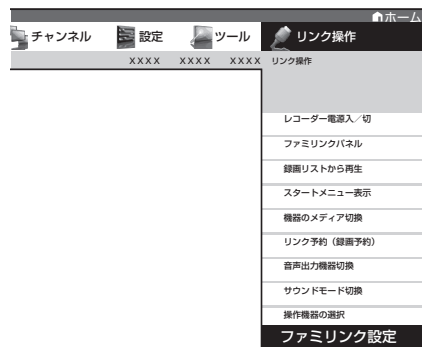 ホーム
チャンネル 設定 ツール リンク操作
XXXX XXXX XXXX リンク操作
レコーダー電源入／切
ファミリンクパネル
録画リストから再生
スタートメニュー表示
機器のメディア切換
リンク予約（録画予約）
音声出力機器切換
サウンドモード切換
操作機器の選択
ファミリンク設定